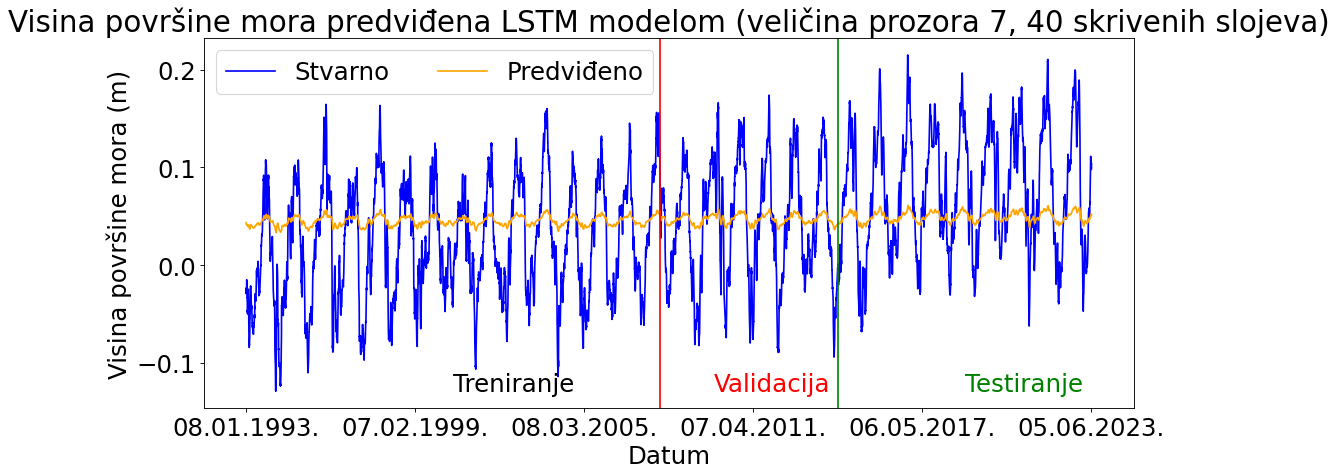 Visina površine mora predviđena LSTM modelom (veličina prozora 7, 40 skrivenih slojeva)
Stvarno
Predviđeno
Visina površine mora (m)
0.2
0.1
0.0
−0.1
Treniranje
Validacija
Testiranje
08.01.1993.
07.02.1999.
08.03.2005.
07.04.2011.
06.05.2017.
05.06.2023.
Datum